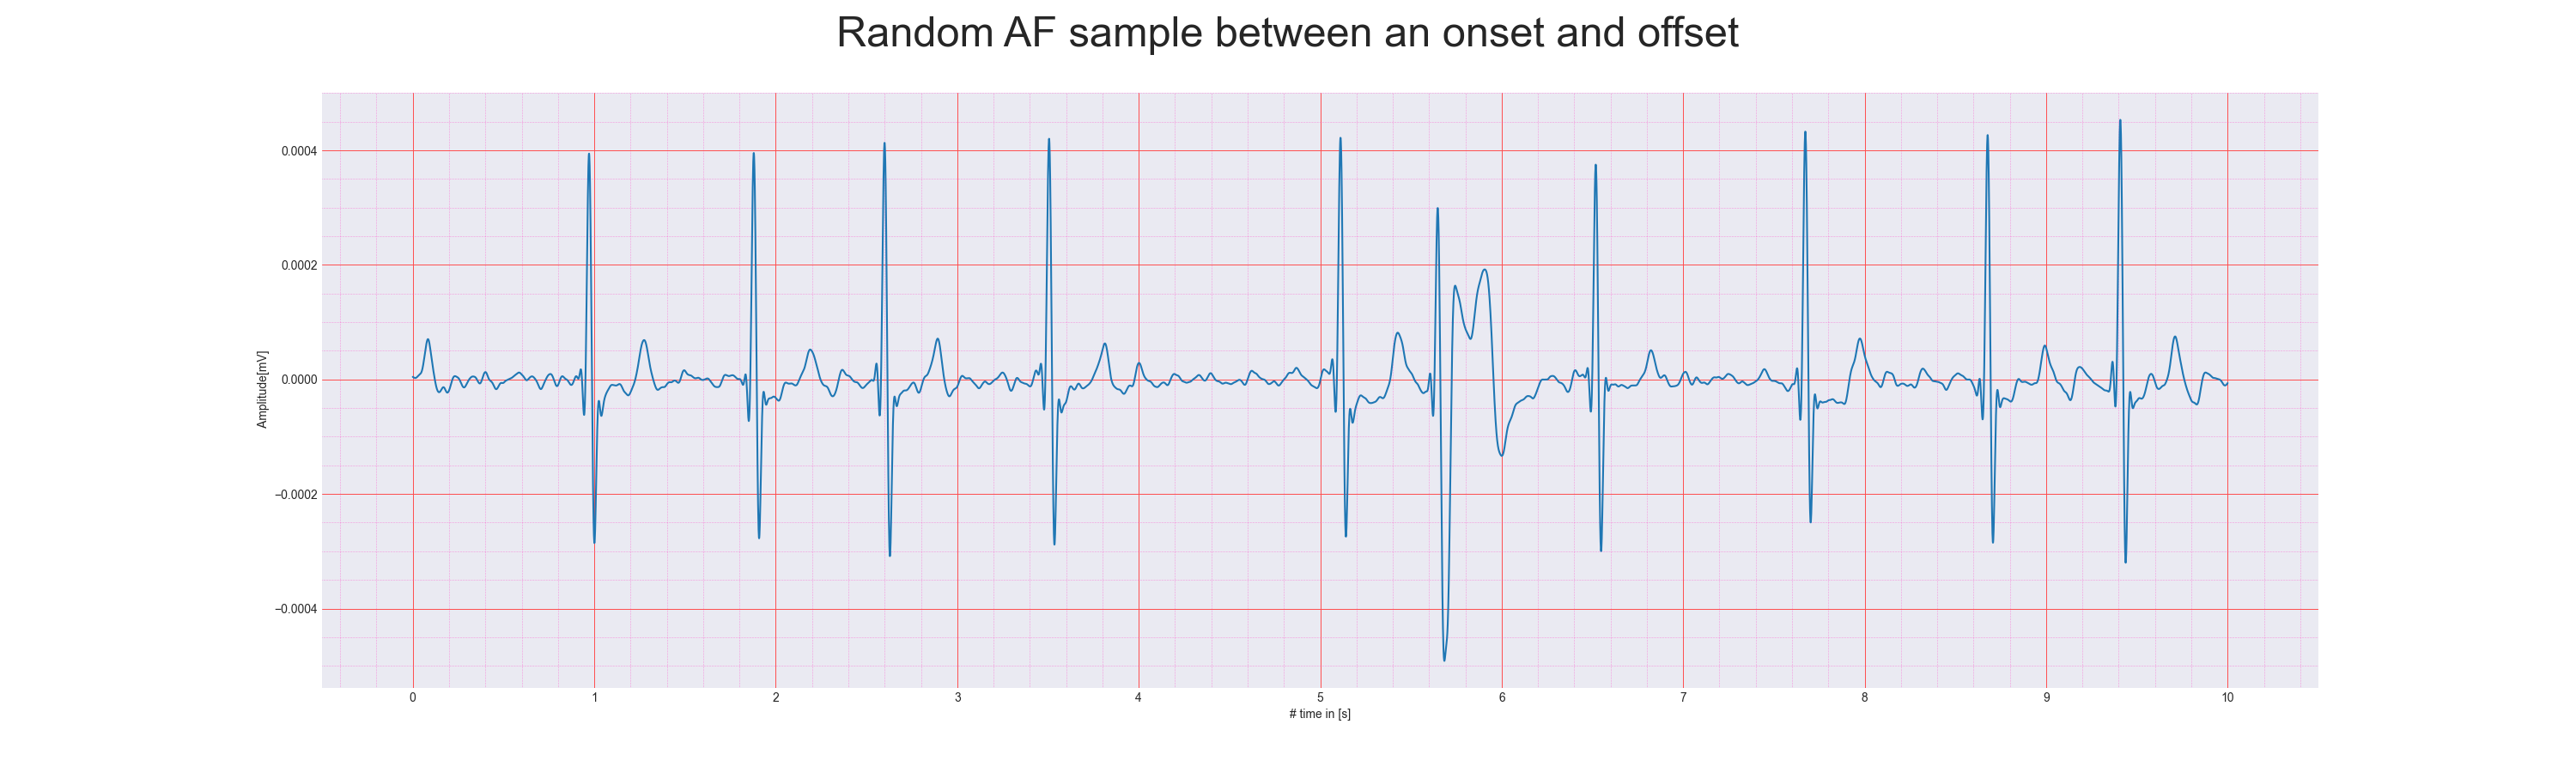 Random AF sample between an onset and offset
0.0004
0.0002
0.0000
−0.0002
−0.0004
Amplitude[mV]
0 1 2 3 4 5 6 7 8 9 10
# time in [s]